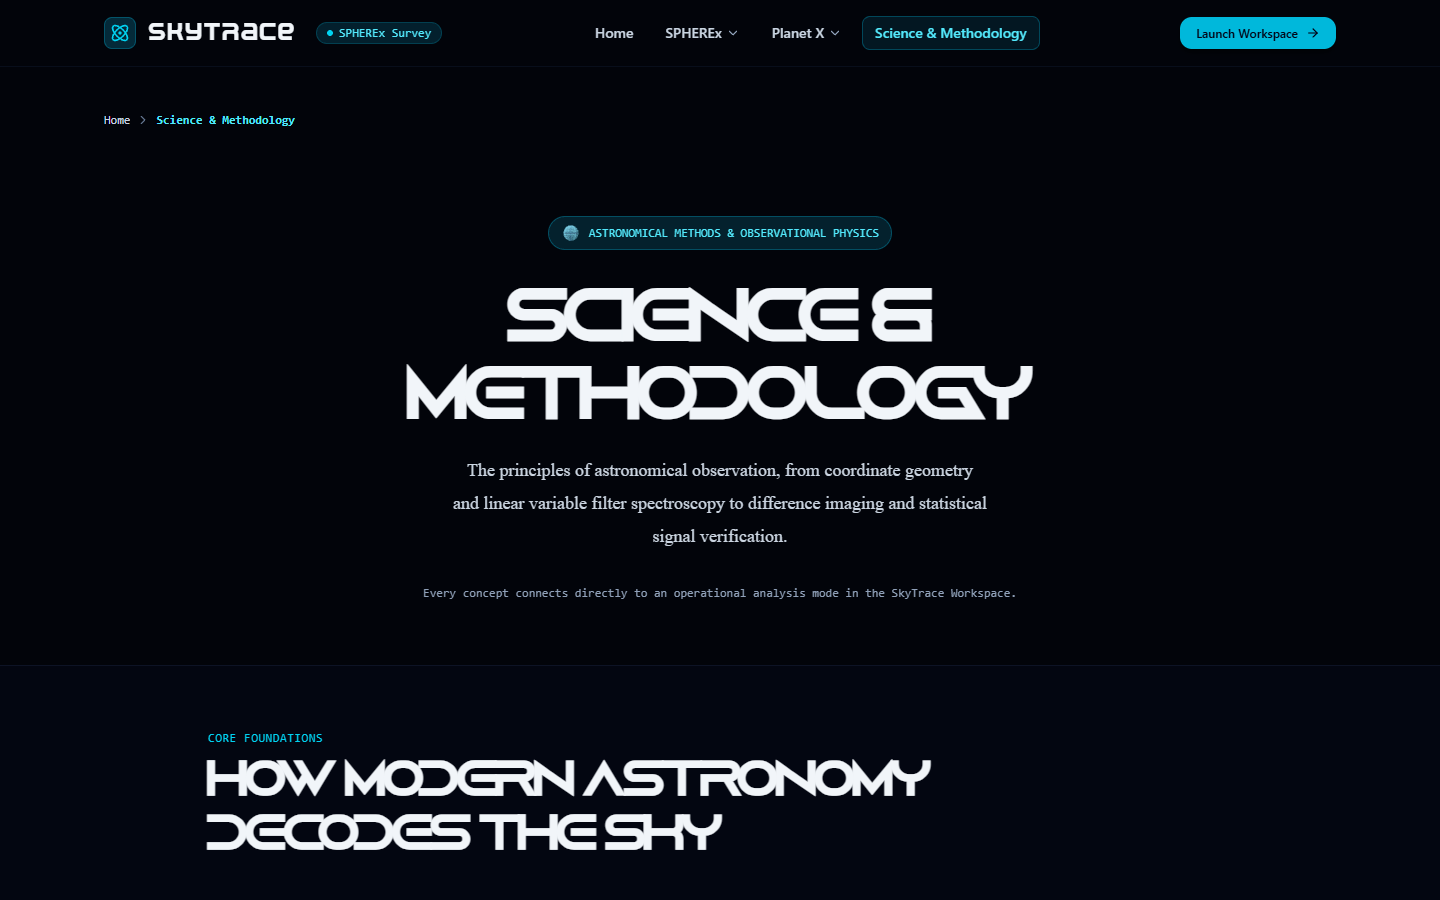 SKYTRACE
SPHEREx Survey
Home
SPHEREx
Planet X
Science & Methodology
Launch Workspace
Home
Science & Methodology
ASTRONOMICAL METHODS & OBSERVATIONAL PHYSICS
SCIENCE &
METHODOLOGY
The principles of astronomical observation, from coordinate geometry
and linear variable filter spectroscopy to difference imaging and statistical
signal verification.
Every concept connects directly to an operational analysis mode in the SkyTrace Workspace.
CORE FOUNDATIONS
HOW MODERN ASTRONOMY
DECODES THE SKY